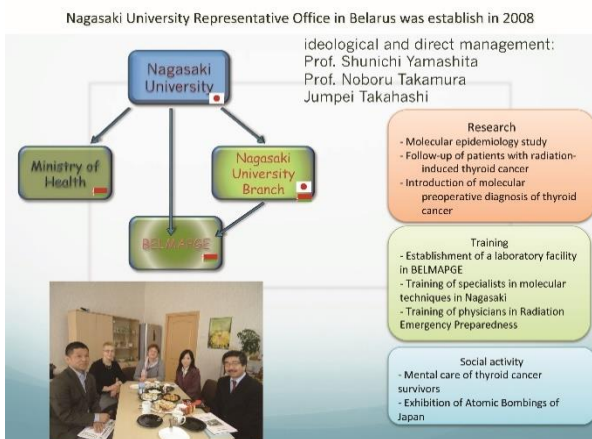 Nagasaki University Representative Office in Belarus was establish in 2008
ideological and direct management:
Prof. Shunichi Yamashita
Prof. Noboru Takamura
Jumpei Takahashi
Nagasaki
University
Ministry of
Health
Nagasaki
University
Branch
BELMAPGE
Research
- Molecular epidemiology study
- Follow-up of patients with radiation-
induced thyroid cancer
- Introduction of molecular
preoperative diagnosis of thyroid
cancer
Training
- Establishment of a laboratory facility
in BELMAPGE
- Training of specialists in molecular
techniques in Nagasaki
- Training of physicians in Radiation
Emergency Preparedness
Social activity
- Mental care of thyroid cancer
survivors
- Exhibition of Atomic Bombings of
Japan